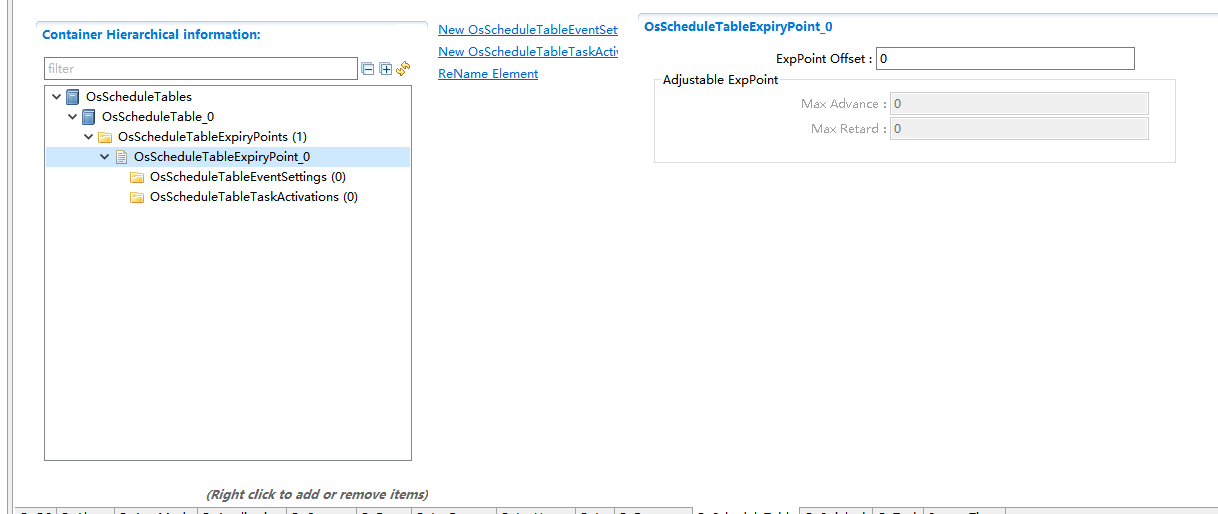 Container Hierarchical information:
filter
OsScheduleTables
OsScheduleTable_0
OsScheduleTableExpiryPoints (1)
OsScheduleTableExpiryPoint_0
OsScheduleTableEventSettings (0)
OsScheduleTableTaskActivations (0)
(Right click to add or remove items)
New OsScheduleTableEventSet
New OsScheduleTableTaskActiv
ReName Element
OsScheduleTableExpiryPoint_0
ExpPoint Offset : 0
Adjustable ExpPoint
Max Advance : 0
Max Retard : 0